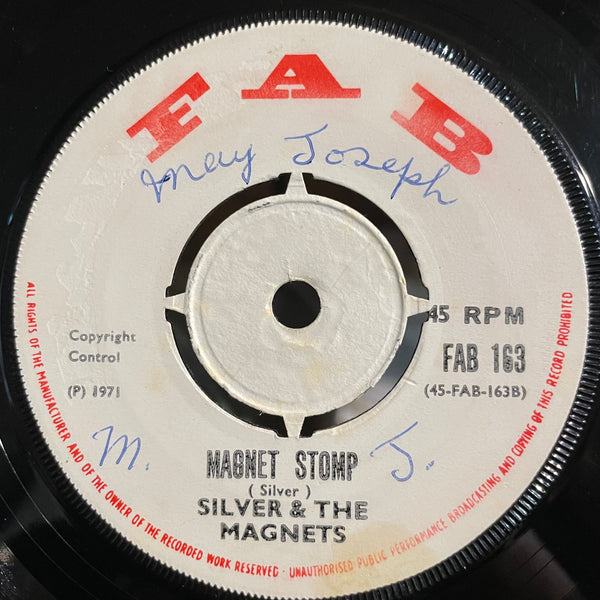 FAB
May Joseph
45 RPM
Copyright
Control
FAB 163
(P) 1971
(45-FAB-163B)
M.
J.
MAGNET STOMP
( Silver )
SILVER & THE
MAGNETS
ALL RIGHTS OF THE MANUFACTURER AND OF THE OWNER OF THE RECORDED WORK RESERVED · UNAUTHORISED PUBLIC PERFORMANCE BROADCASTING AND COPYING OF THIS RECORD PROHIBITED